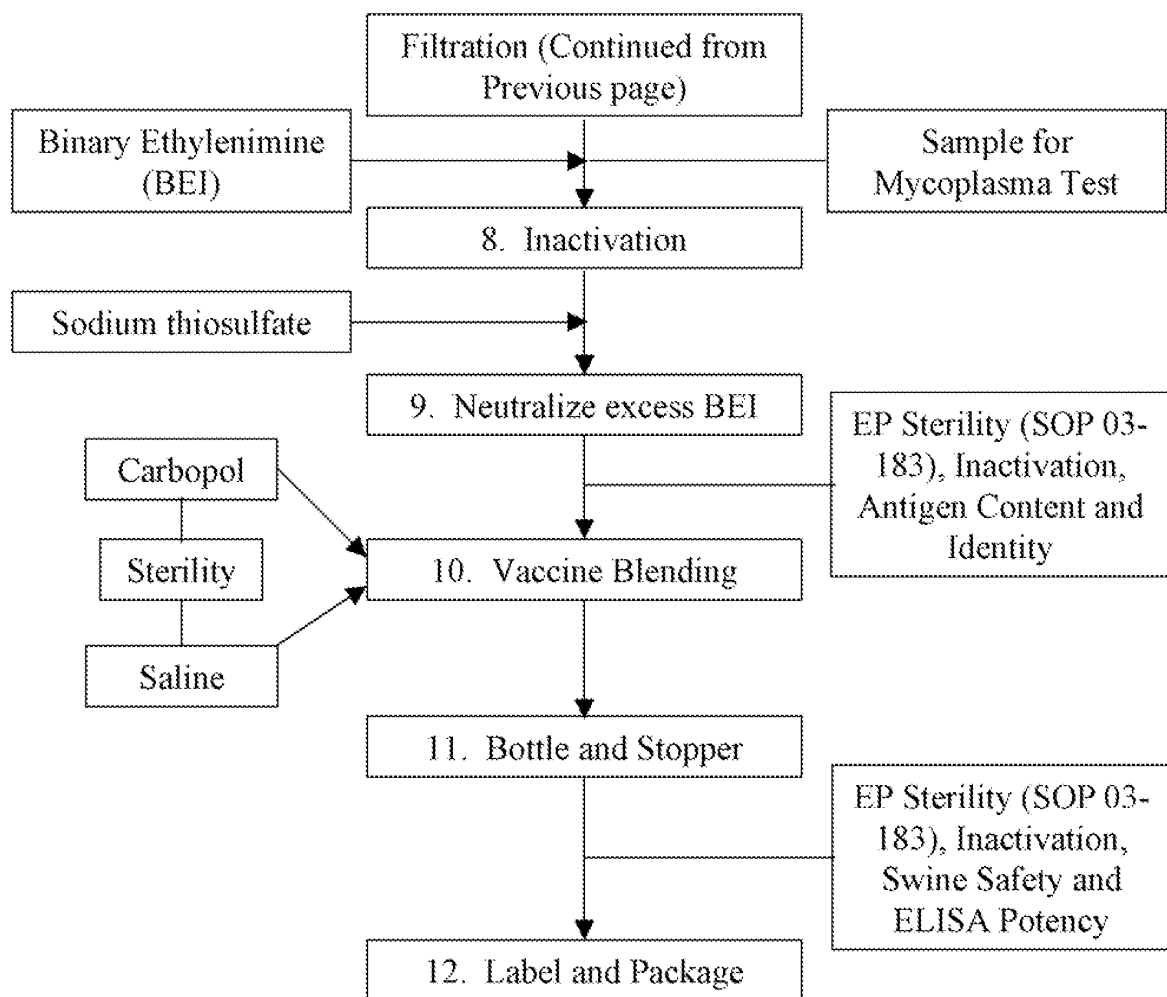 Filtration (Continued from
Previous page)
Binary Ethylenimine
(BEI)
Sample for
Mycoplasma Test
8. Inactivation
Sodium thiosulfate
9. Neutralize excess BEI
EP Sterility (SOP 03-
183), Inactivation,
Antigen Content and
Identity
Carbopol
Sterility
10. Vaccine Blending
Saline
11. Bottle and Stopper
EP Sterility (SOP 03-
183), Inactivation,
Swine Safety and
ELISA Potency
12. Label and Package